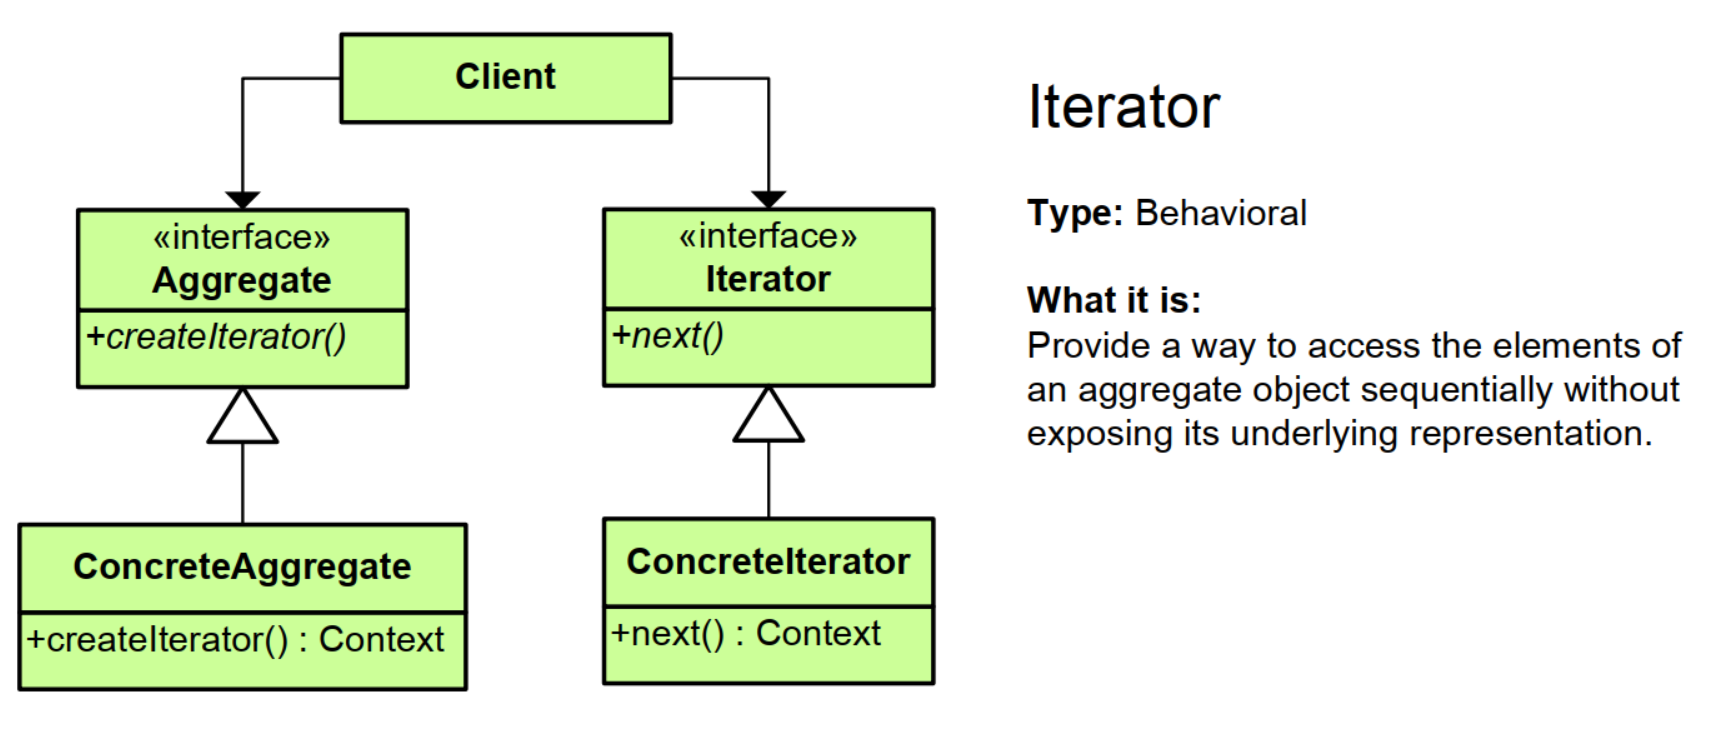 Client
«interface»
Aggregate
+createIterator()
«interface»
Iterator
+next()
ConcreteAggregate
+createIterator() : Context
ConcreteIterator
+next() : Context
Iterator
Type: Behavioral
What it is:
Provide a way to access the elements of
an aggregate object sequentially without
exposing its underlying representation.